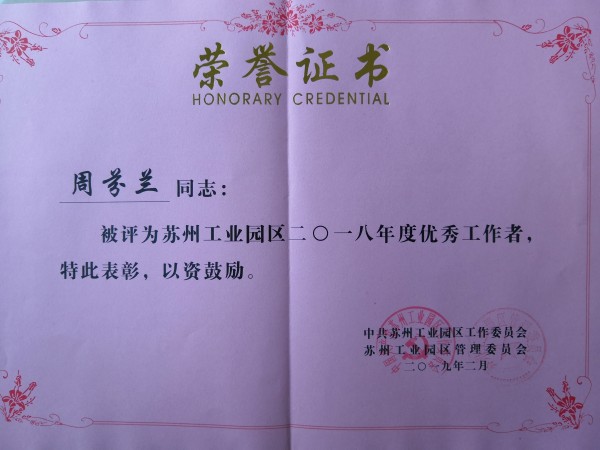 荣誉证书
HONORARY CREDENTIAL
周芬兰 同志：
被评为苏州工业园区二〇一八年度优秀工作者，
特此表彰，以资鼓励。
中共苏州工业园区工作委员会
苏州工业园区管理委员会
二〇一九年二月